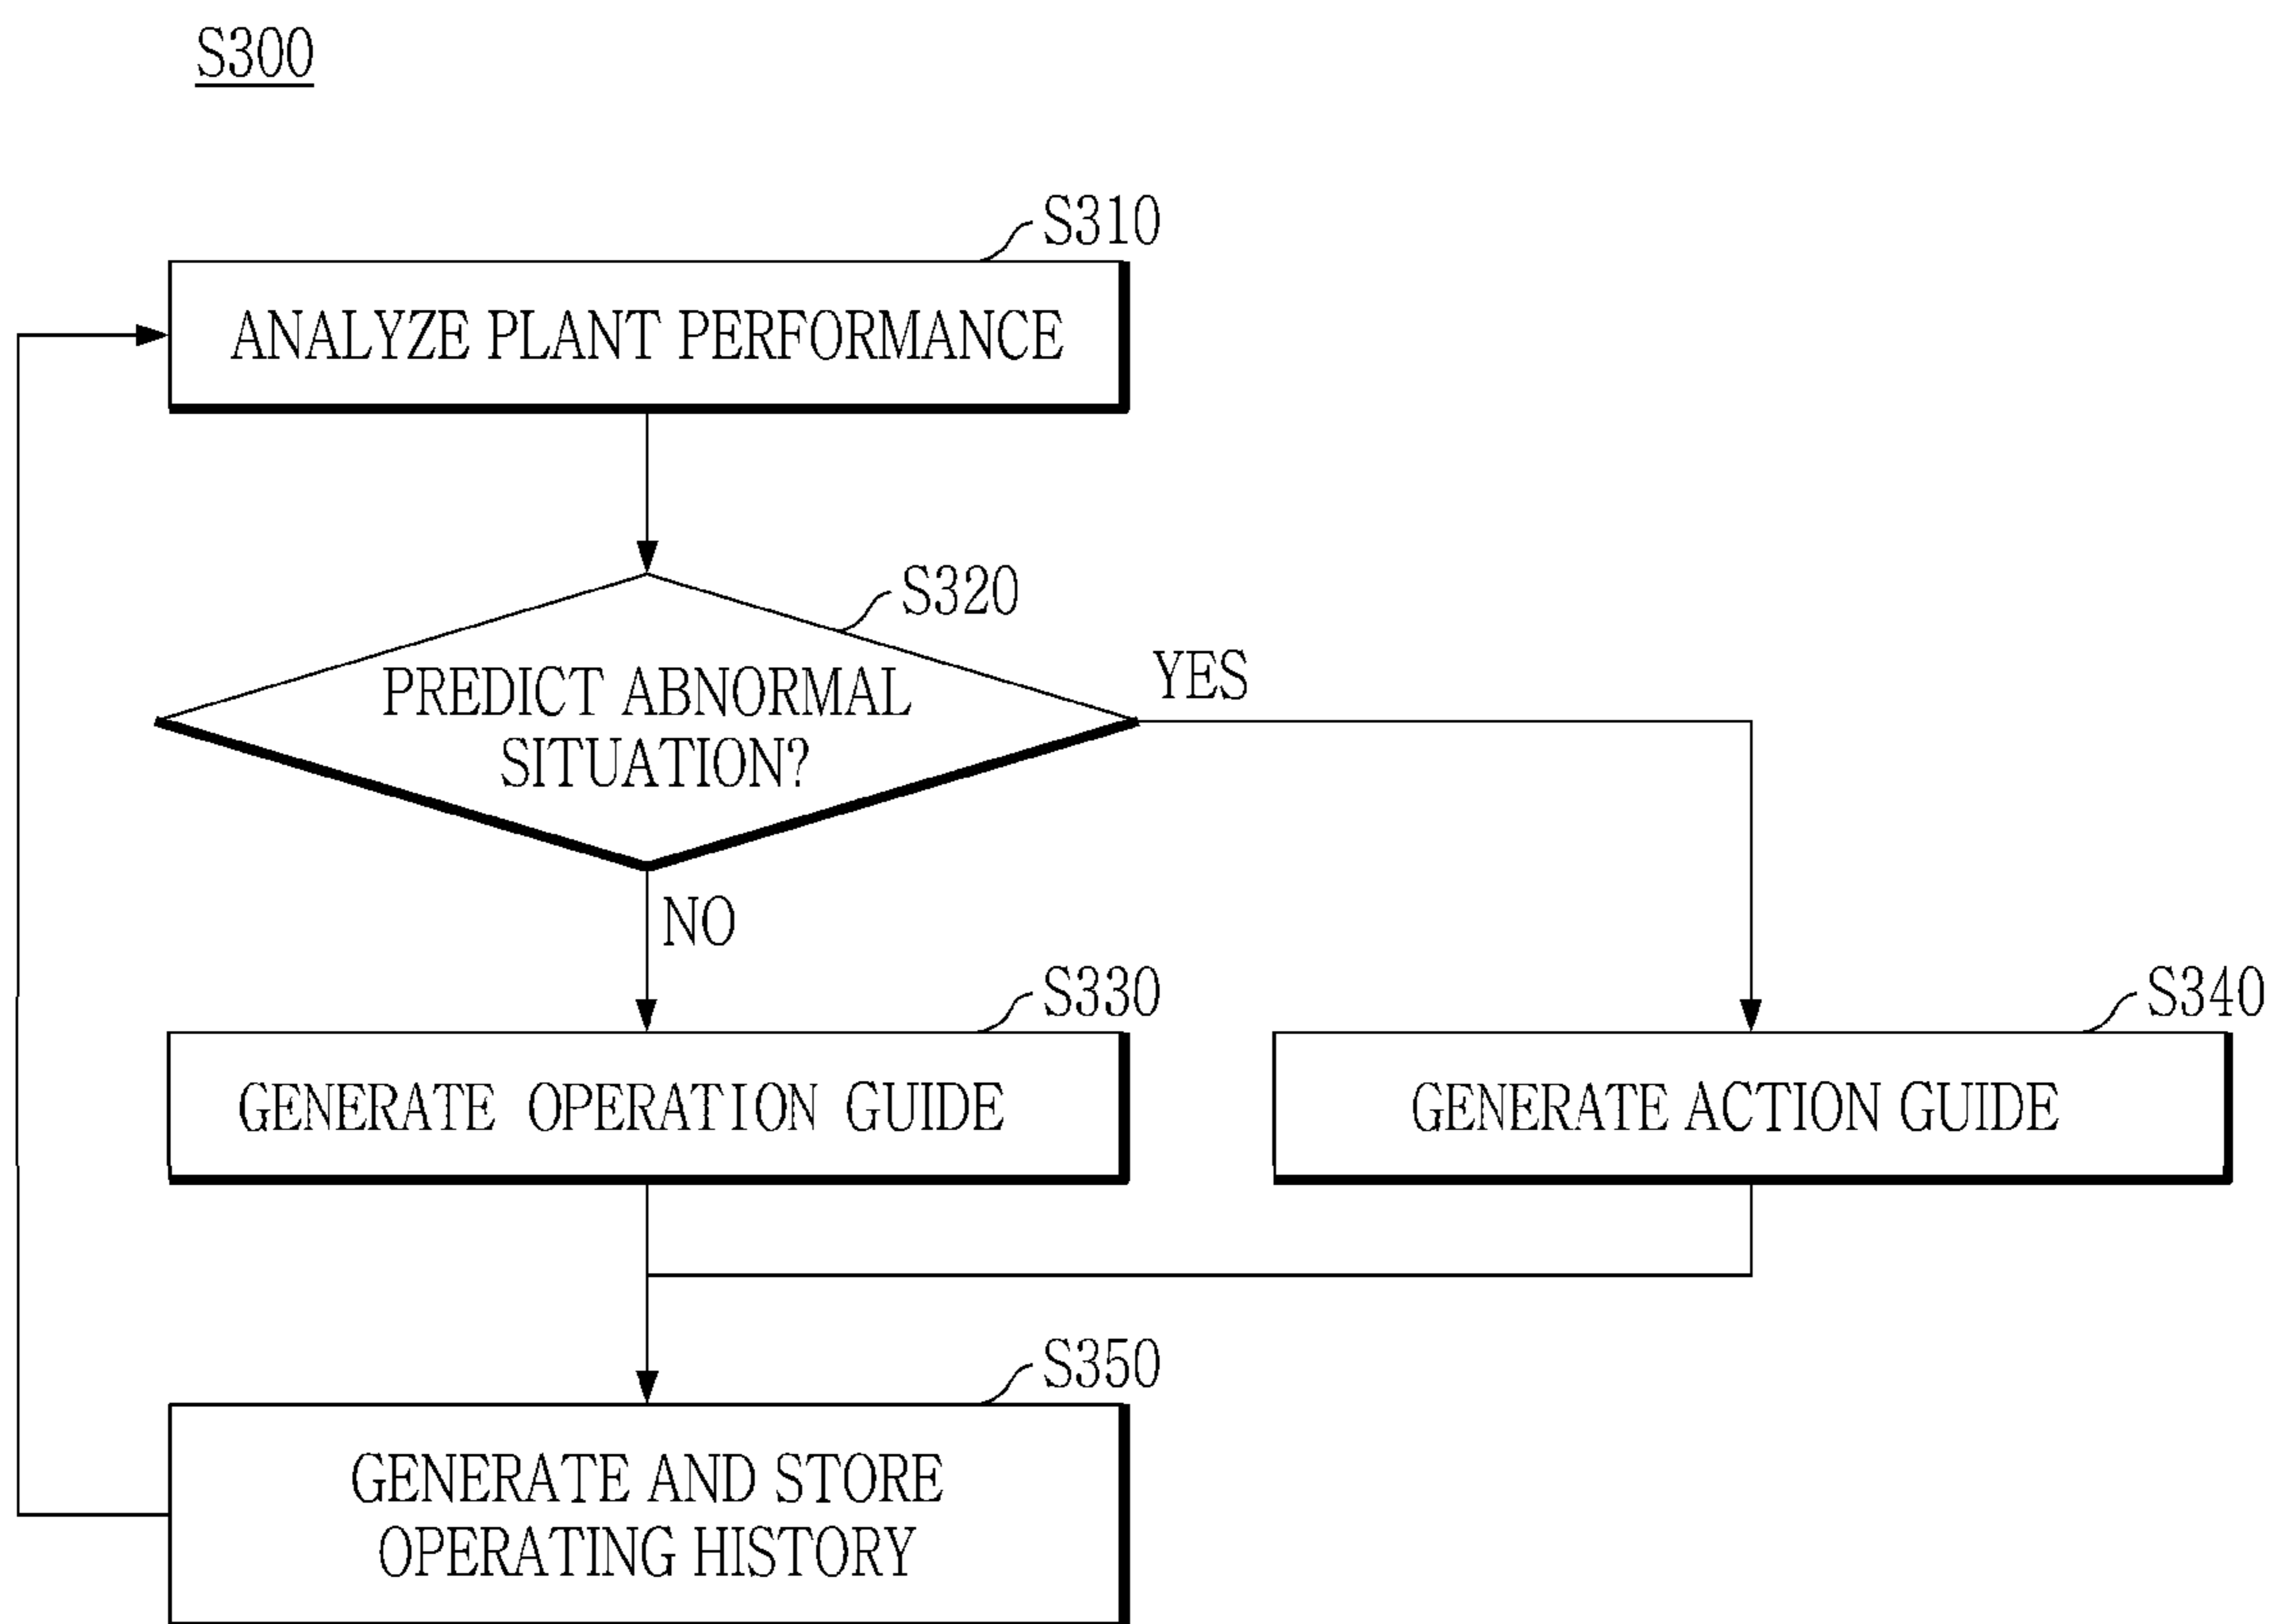 S300
S310
ANALYZE PLANT PERFORMANCE
S320
PREDICT ABNORMAL
SITUATION?
YES
NO
S330
GENERATE OPERATION GUIDE
S340
GENERATE ACTION GUIDE
S350
GENERATE AND STORE
OPERATING HISTORY